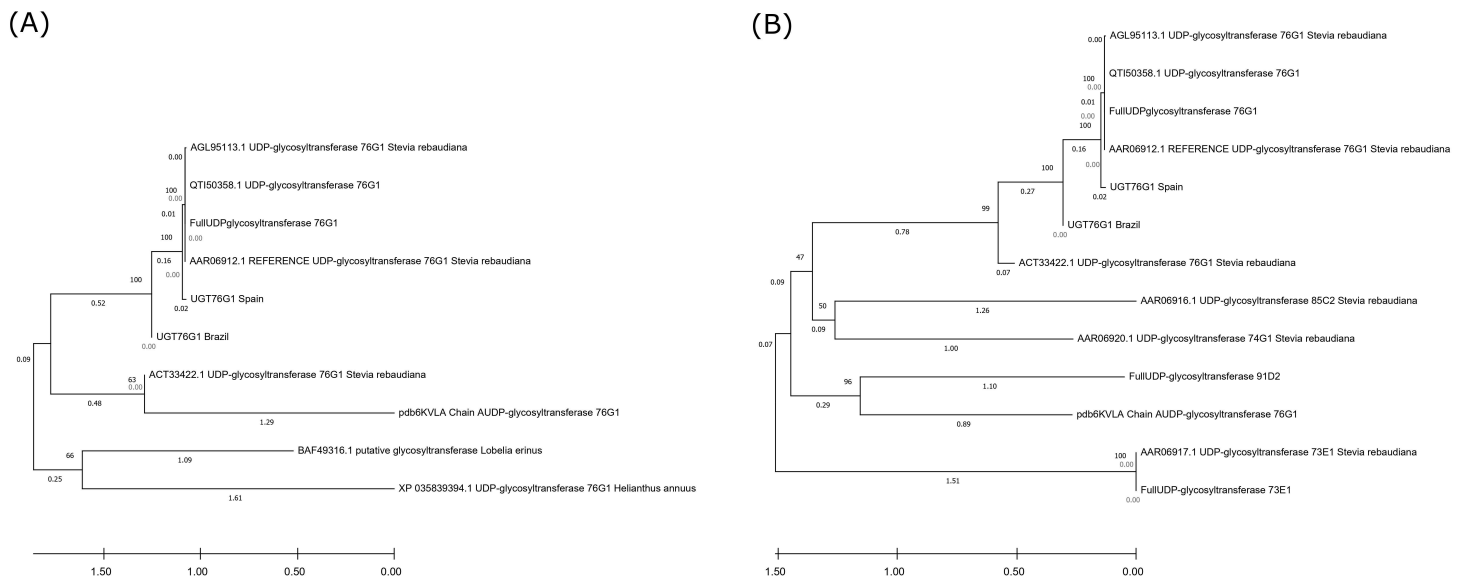 (A)
AGL95113.1 UDP-glycosyltransferase 76G1 Stevia rebaudiana
0.00
QTI50358.1 UDP-glycosyltransferase 76G1
100
0.00
0.01
FullUDPglycosyltransferase 76G1
100
0.00
0.16
AAR06912.1 REFERENCE UDP-glycosyltransferase 76G1 Stevia rebaudiana
0.00
100
UGT76G1 Spain
0.52
0.02
UGT76G1 Brazil
0.00
0.09
ACT33422.1 UDP-glycosyltransferase 76G1 Stevia rebaudiana
63
0.00
0.48
pdb6KVLA Chain AUDP-glycosyltransferase 76G1
1.29
BAF49316.1 putative glycosyltransferase Lobelia erinus
66
1.09
0.25
XP 035839394.1 UDP-glycosyltransferase 76G1 Helianthus annuus
1.61
1.50 1.00 0.50 0.00
(B)
AGL95113.1 UDP-glycosyltransferase 76G1 Stevia rebaudiana
0.00
QTI50358.1 UDP-glycosyltransferase 76G1
100
0.00
0.01
FullUDPglycosyltransferase 76G1
0.00
100
0.16
AAR06912.1 REFERENCE UDP-glycosyltransferase 76G1 Stevia rebaudiana
0.00
100
UGT76G1 Spain
0.27
0.02
99
UGT76G1 Brazil
0.78
0.00
47
ACT33422.1 UDP-glycosyltransferase 76G1 Stevia rebaudiana
0.07
0.09
AAR06916.1 UDP-glycosyltransferase 85C2 Stevia rebaudiana
50
1.26
0.09
AAR06920.1 UDP-glycosyltransferase 74G1 Stevia rebaudiana
0.07
1.00
FullUDP-glycosyltransferase 91D2
96
1.10
0.29
pdb6KVLA Chain AUDP-glycosyltransferase 76G1
0.89
AAR06917.1 UDP-glycosyltransferase 73E1 Stevia rebaudiana
100
0.00
1.51
FullUDP-glycosyltransferase 73E1
0.00
1.50 1.00 0.50 0.00